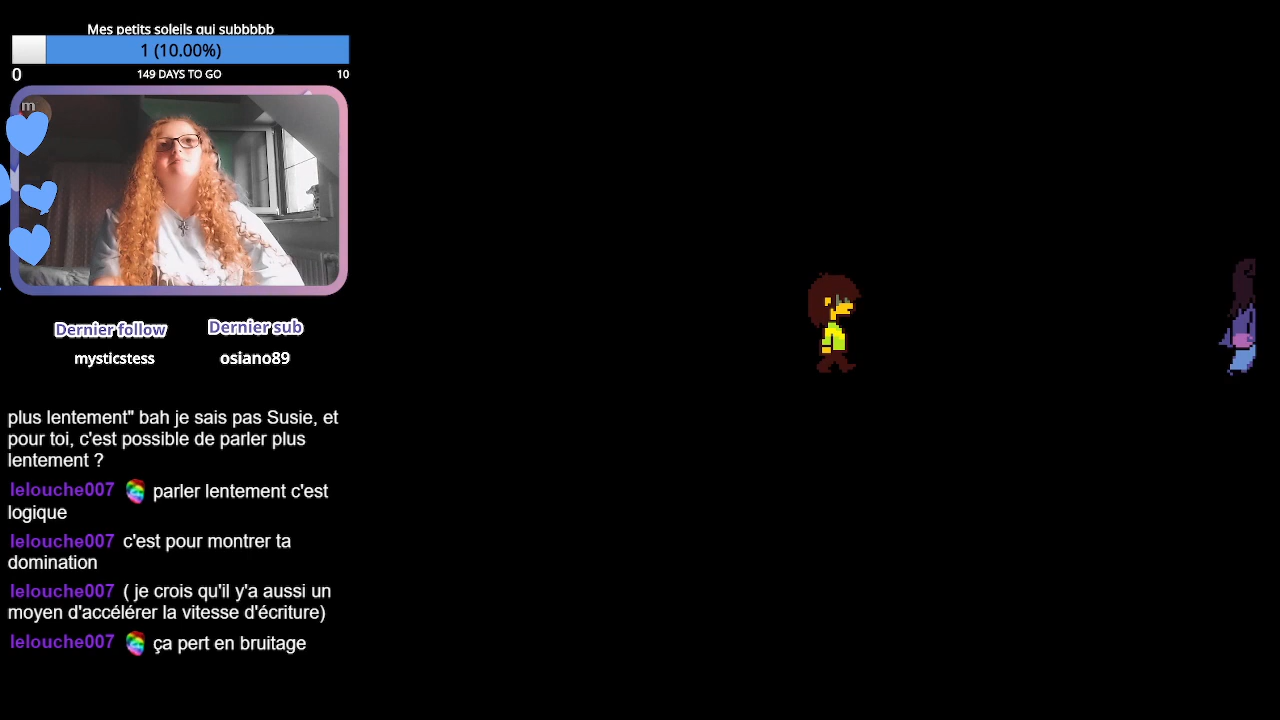 Mes petits soleils qui subbbbb
1 (10.00%)
0
149 DAYS TO GO
10
m
Dernier follow
Dernier sub
mysticstess
osiano89
plus lentement" bah je sais pas Susie, et
pour toi, c'est possible de parler plus
lentement ?
lelouche007 parler lentement c'est
logique
lelouche007 c'est pour montrer ta
domination
lelouche007 ( je crois qu'il y'a aussi un
moyen d'accélérer la vitesse d'écriture)
lelouche007 ça pert en bruitage